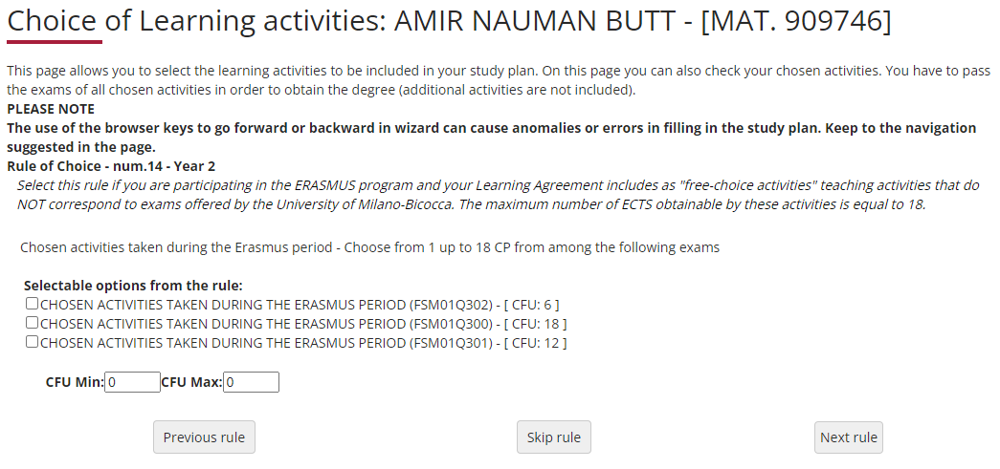 Choice of Learning activities: AMIR NAUMAN BUTT - [MAT. 909746]
This page allows you to select the learning activities to be included in your study plan. On this page you can also check your chosen activities. You have to pass
the exams of all chosen activities in order to obtain the degree (additional activities are not included).
PLEASE NOTE
The use of the browser keys to go forward or backward in wizard can cause anomalies or errors in filling in the study plan. Keep to the navigation
suggested in the page.
Rule of Choice - num.14 - Year 2
Select this rule if you are participating in the ERASMUS program and your Learning Agreement includes as "free-choice activities" teaching activities that do
NOT correspond to exams offered by the University of Milano-Bicocca. The maximum number of ECTS obtainable by these activities is equal to 18.
Chosen activities taken during the Erasmus period - Choose from 1 up to 18 CP from among the following exams
Selectable options from the rule:
CHOSEN ACTIVITIES TAKEN DURING THE ERASMUS PERIOD (FSM01Q302) - [ CFU: 6 ]
CHOSEN ACTIVITIES TAKEN DURING THE ERASMUS PERIOD (FSM01Q300) - [ CFU: 18 ]
CHOSEN ACTIVITIES TAKEN DURING THE ERASMUS PERIOD (FSM01Q301) - [ CFU: 12 ]
CFU Min: 0 CFU Max: 0
Previous rule Skip rule Next rule